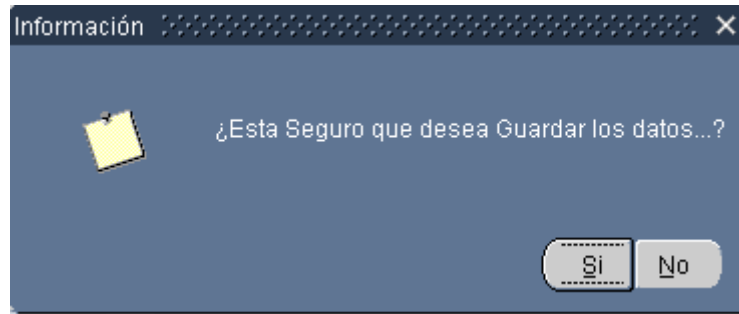 Información
¿Esta Seguro que desea Guardar los datos...?
Si No